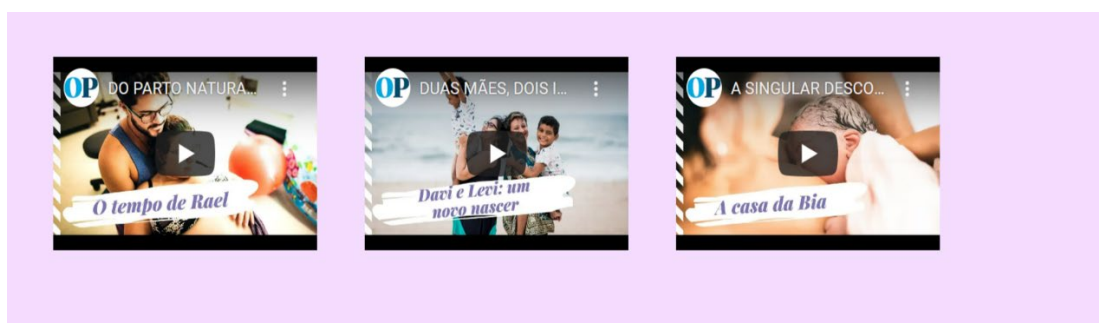 OP DO PARTO NATURA...
O tempo de Rael
OP DUAS MÃES, DOIS I...
Davi e Levi: um
novo nascer
OP A SINGULAR DESCO...
A casa da Bia